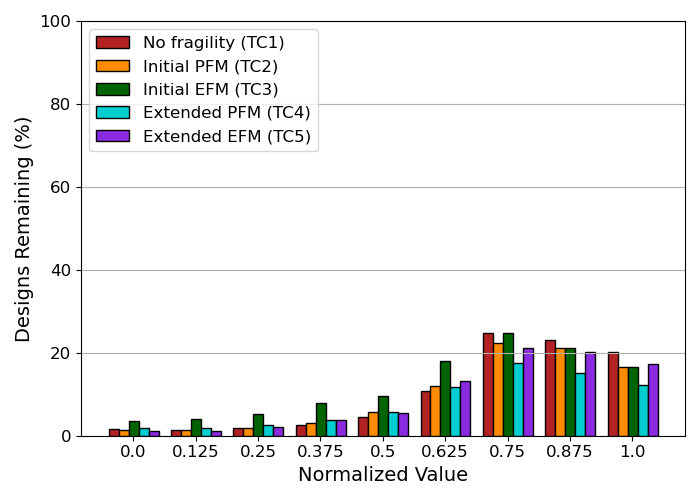 100
80
60
40
20
0
Designs Remaining (%)
No fragility (TC1)
Initial PFM (TC2)
Initial EFM (TC3)
Extended PFM (TC4)
Extended EFM (TC5)
0.0 0.125 0.25 0.375 0.5 0.625 0.75 0.875 1.0
Normalized Value